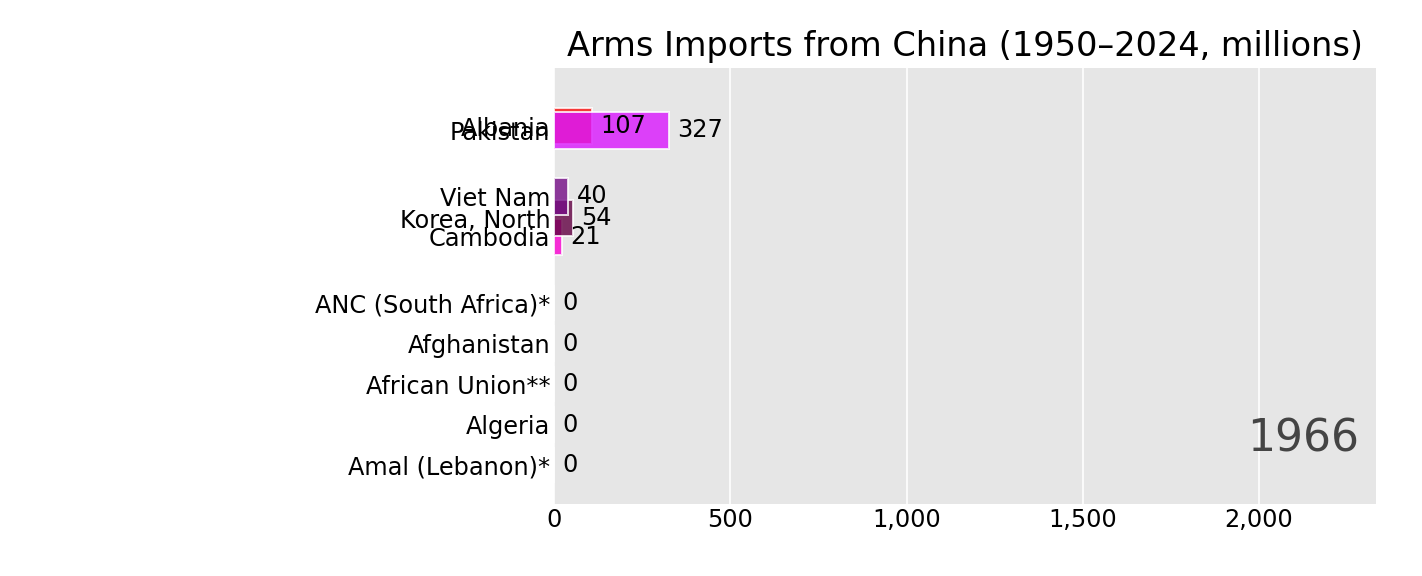 Arms Imports from China (1950–2024, millions)
Albania 107
Pakistan 327
Viet Nam 40
Korea, North 54
Cambodia 21
ANC (South Africa)* 0
Afghanistan 0
African Union** 0
Algeria 0
Amal (Lebanon)* 0
1966
0 500 1,000 1,500 2,000